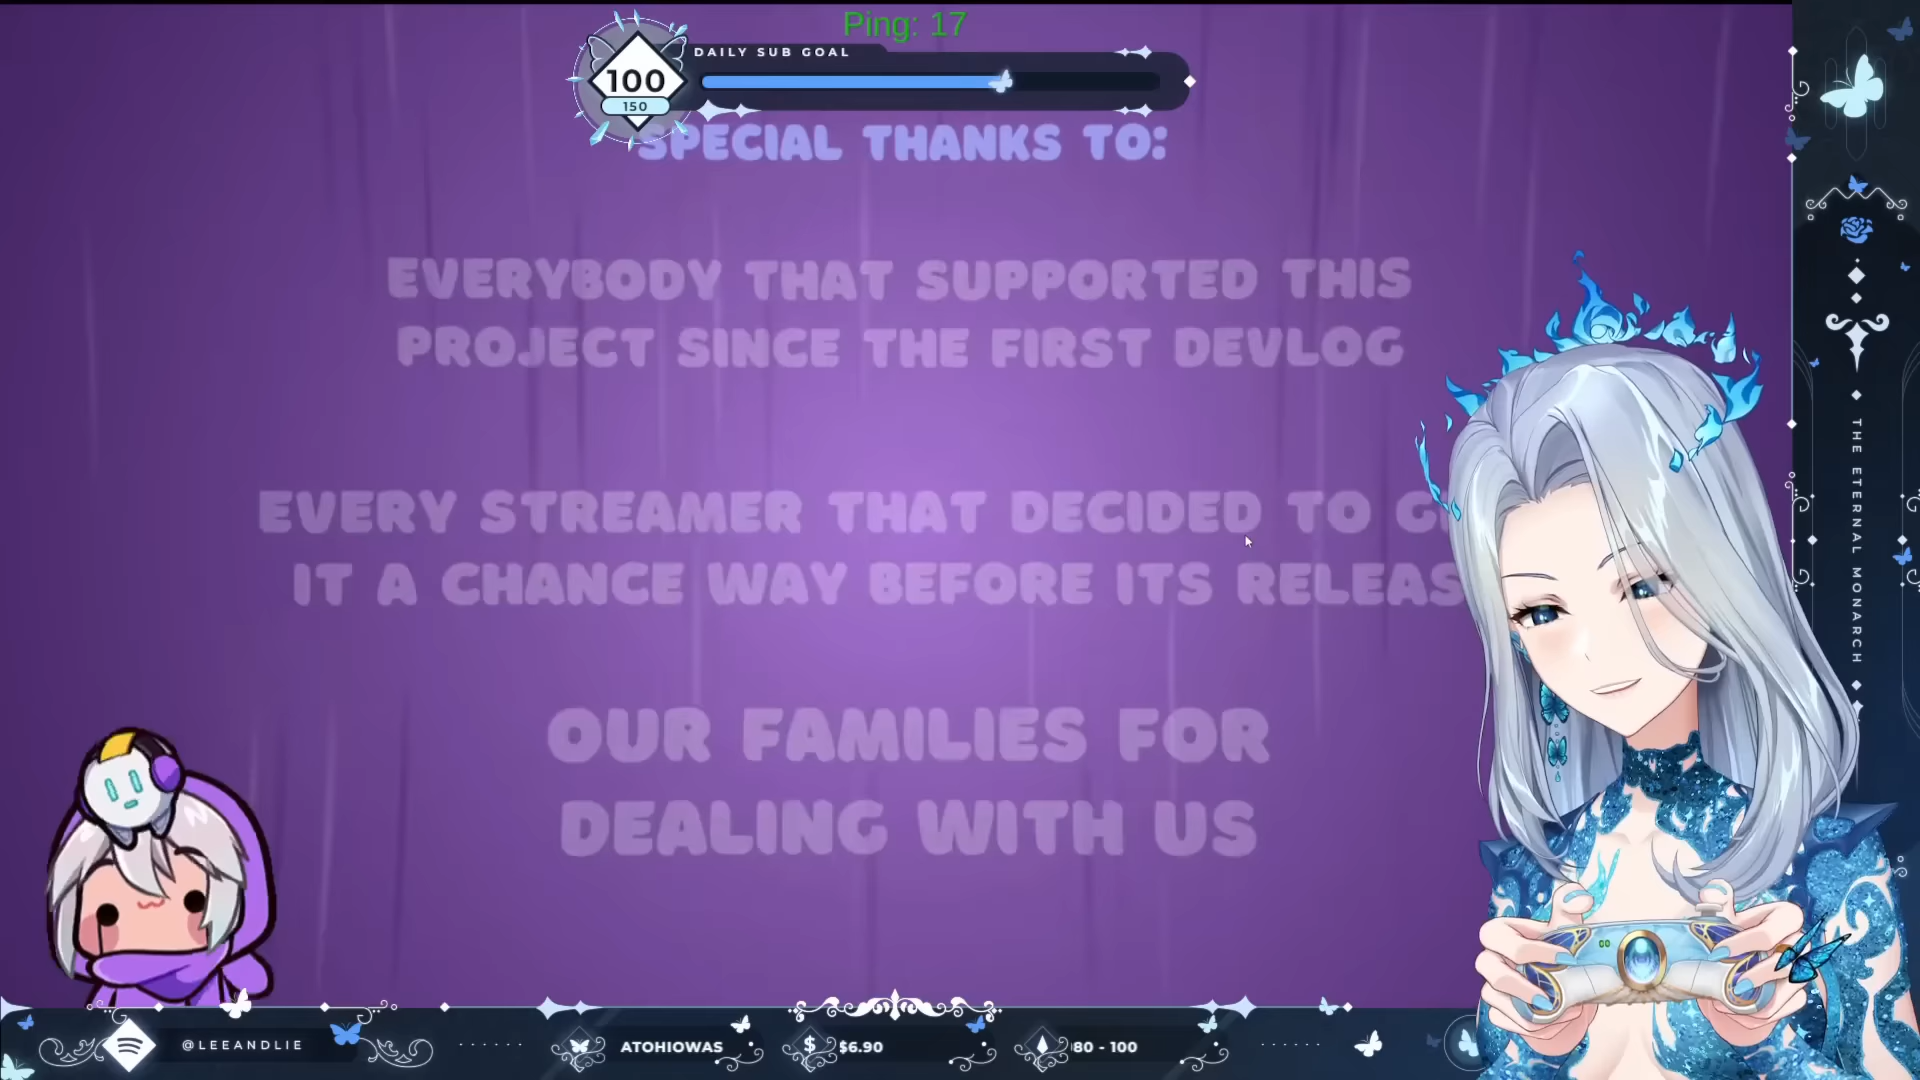 Ping: 17
DAILY SUB GOAL
100
150
SPECIAL THANKS TO:
EVERYBODY THAT SUPPORTED THIS
PROJECT SINCE THE FIRST DEVLOG
EVERY STREAMER THAT DECIDED TO
IT A CHANCE WAY BEFORE ITS RELEAS
OUR FAMILIES FOR
DEALING WITH US
THE ETERNAL MONARCH
@LEEANDLIE
ATOHIOWAS
$
$6.90
80 - 100